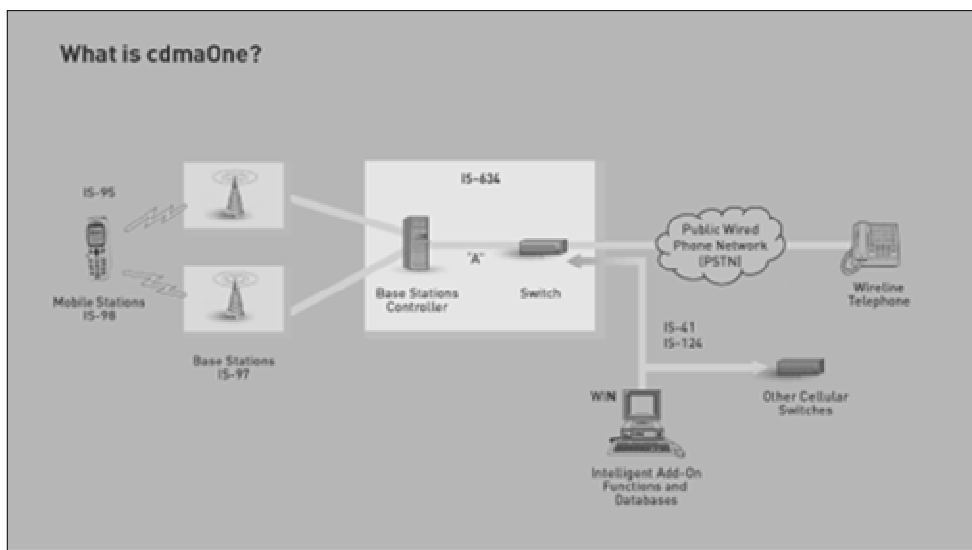 What is cdmaOne?
IS-95
Mobile Stations
IS-98
Base Stations
IS-97
IS-634
Base Stations
Controller
"A"
Switch
Public Wired
Phone Network
(PSTN)
Wireline
Telephone
IS-41
IS-124
Other Cellular
Switches
WIN
Intelligent Add-On
Functions and
Databases